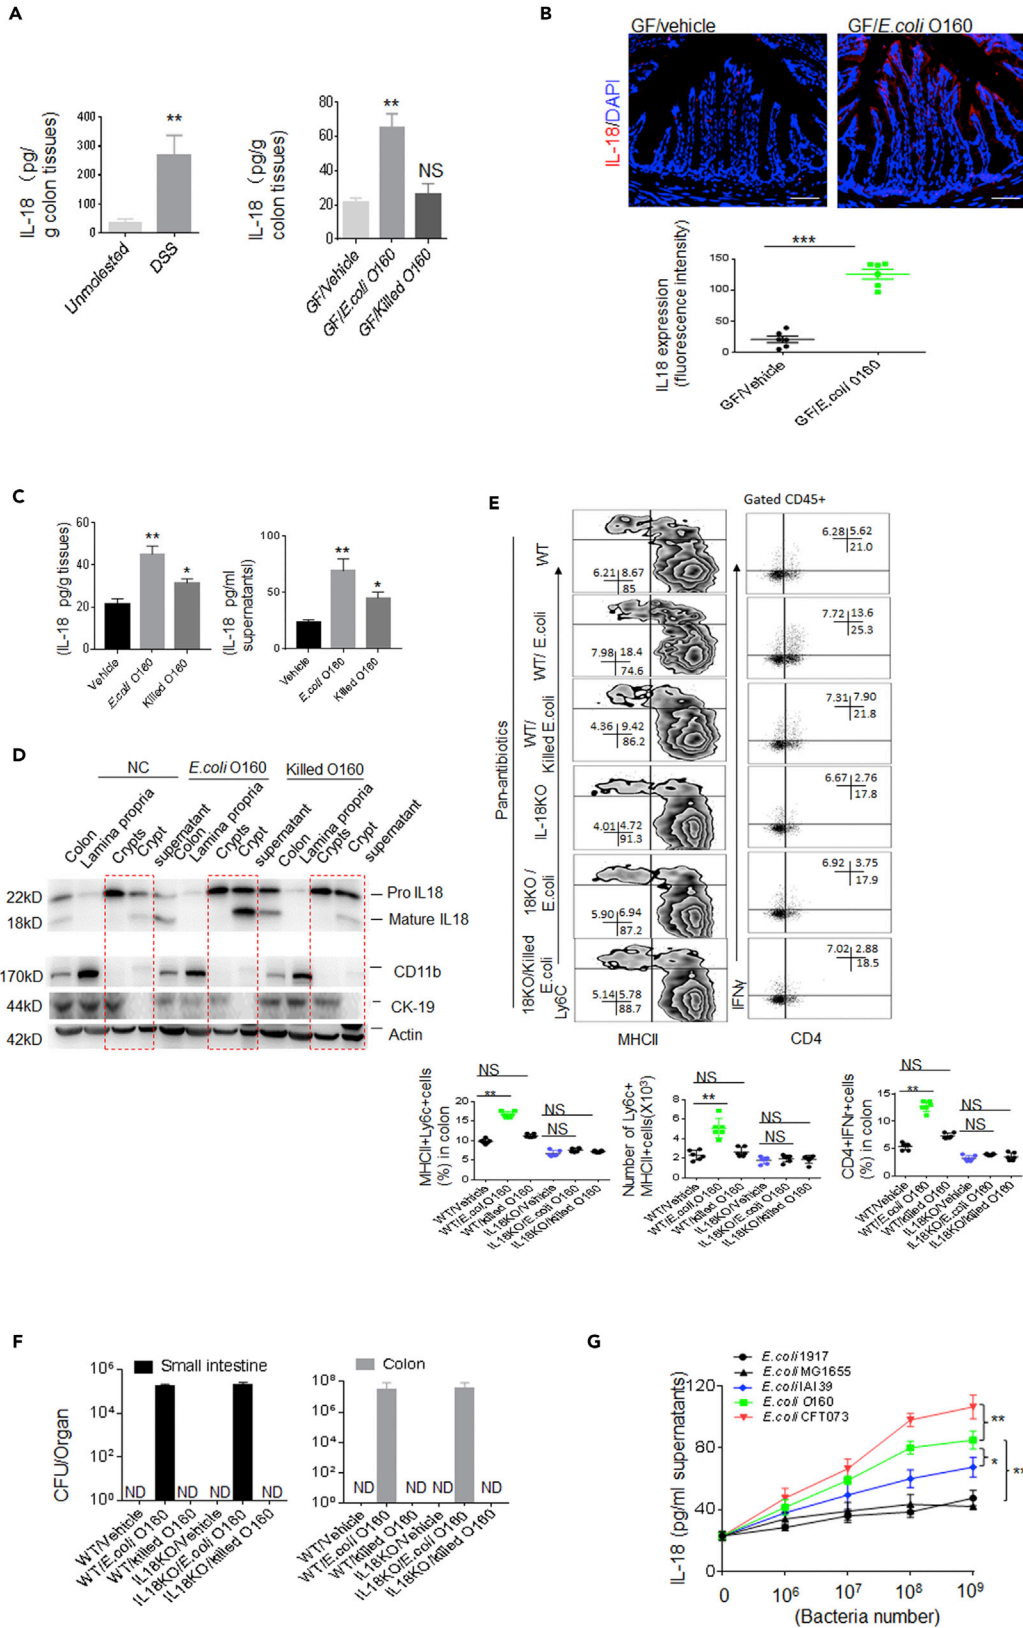 A
IL-18 (pg/
g colon tissues)
400
300
200
100
0
**
Unmolested
DSS
IL-18 (pg/g
colon tissues)
80
60
40
20
0
**
NS
GF/Vehicle
GF/E.coli O160
GF/Killed O160
B
GF/vehicle
GF/E.coli O160
IL-18/DAPI
IL18 expression
(fluorescence intensity)
150
100
50
0
***
GF/Vehicle
GF/E.coli O160
C
(IL-18 pg/g tissues)
60
40
20
0
**
*
Vehicle
E.coli O160
Killed O160
(IL-18 pg/ml
supernatantsl)
100
50
0
**
*
Vehicle
E.coli O160
Killed O160
D
NC
E.coli O160
Killed O160
Colon
Lamina propria
Crypts
Crypt
supernatant
Colon
Lamina propria
Crypts
Crypt
supernatant
Colon
Lamina propria
Crypts
Crypt
supernatant
22kD
Pro IL18
18kD
Mature IL18
170kD
CD11b
44kD
CK-19
42kD
Actin
E
Gated CD45+
Pan-antibiotics
WT
6.21 8.67
85
6.28 5.62
21.0
WT/ E.coli
7.98 18.4
74.6
7.72 13.6
25.3
WT/
Killed E.coli
4.36 9.42
86.2
7.31 7.90
21.8
IL-18KO
4.01 4.72
91.3
6.67 2.76
17.8
18KO /
E.coli
5.90 6.94
87.2
6.92 3.75
17.9
18KO/Killed
E.coli
5.14 5.78
88.7
7.02 2.88
18.5
Ly6C
IFNγ
MHCII
CD4
MHCII+Ly6c+cells
(%) in colon
20
15
10
5
0
NS
**
NS
NS
WT/Vehicle
WT/E.coli,O160
WT/killed O160
IL18KO/Vehicle
IL18KO/E.coli O160
IL18KO/killed O160
Number of Ly6c+
MHCII+cells(X10³)
8
6
4
2
0
NS
**
NS
NS
WT/Vehicle
WT/E.coli,O160
WT/killed O160
IL18KO/Vehicle
IL18KO/E.coli O160
IL18KO/killed O160
CD4+IFNr+cells
(%) in colon
15
10
5
0
NS
**
NS
NS
WT/Vehicle
WT/E.coli O160
WT/killed O160
IL18KO/Vehicle
IL18KO/E.coli O160
IL18KO/killed O160
F
CFU/Organ
10⁶
10⁴
10²
10⁰
Small intestine
ND
ND
ND
ND
WT/Vehicle
WT/E.coli O160
WT/killed O160
IL18KO/Vehicle
IL18KO/E.coli O160
IL18KO/killed O160
10⁸
10⁶
10⁴
10²
10⁰
Colon
ND
ND
ND
ND
WT/Vehicle
WT/E.coli O160
WT/killed O160
IL18KO/Vehicle
IL18KO/E.coli O160
IL18KO/killed O160
G
E.coli 1917
E.coli MG1655
E.coli IAI39
E.coli O160
E.coli CFT073
IL-18 (pg/ml supernatants)
120
80
40
0
**
*
0
10⁶
10⁷
10⁸
10⁹
(Bacteria number)